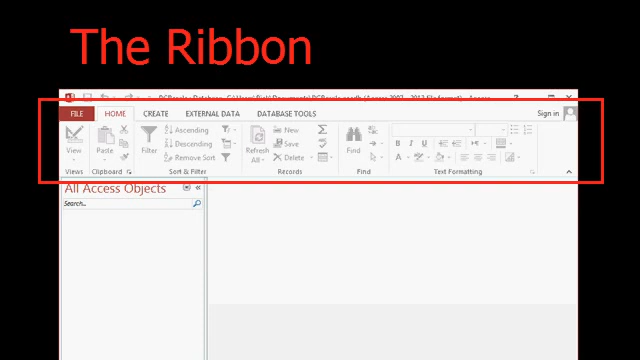 The Ribbon
FILE HOME CREATE EXTERNAL DATA DATABASE TOOLS Sign in
View Paste Filter Ascending Descending Remove Sort Refresh All New Save Delete Find
B I U A
Views Clipboard Sort & Filter Records Find Text Formatting
All Access Objects
Search...